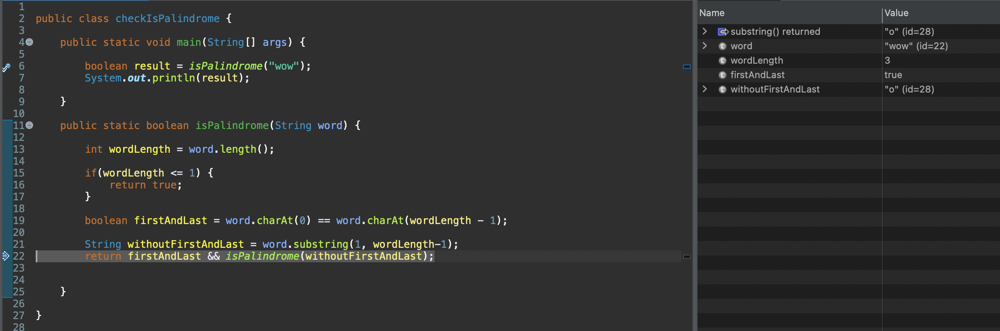 1
2 public class checkIsPalindrome {
3
4 public static void main(String[] args) {
5
6 boolean result = isPalindrome("wow");
7 System.out.println(result);
8
9 }
10
11 public static boolean isPalindrome(String word) {
12
13 int wordLength = word.length();
14
15 if(wordLength <= 1) {
16 return true;
17 }
18
19 boolean firstAndLast = word.charAt(0) == word.charAt(wordLength - 1);
20
21 String withoutFirstAndLast = word.substring(1, wordLength-1);
22 return firstAndLast && isPalindrome(withoutFirstAndLast);
23
24
25 }
26
27 }
28
Name Value
substring() returned "o" (id=28)
word "wow" (id=22)
wordLength 3
firstAndLast true
withoutFirstAndLast "o" (id=28)